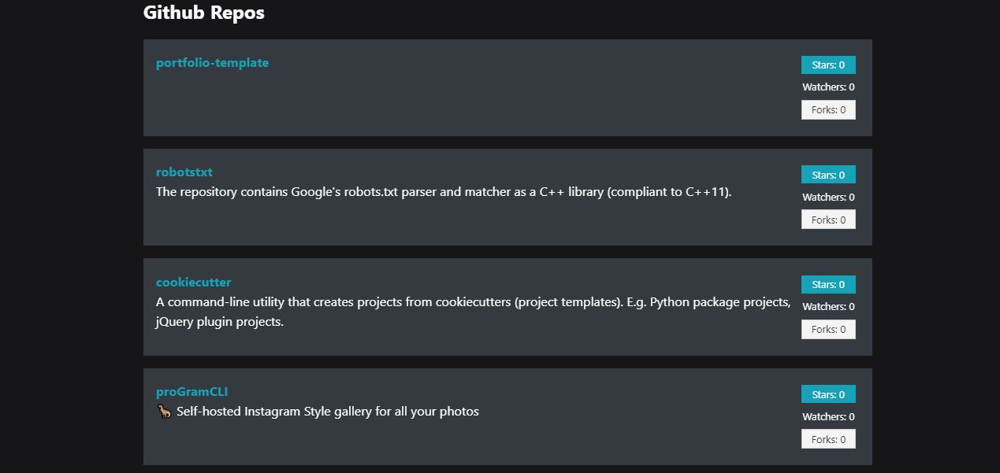 Github Repos
portfolio-template
Stars: 0
Watchers: 0
Forks: 0
robotstxt
The repository contains Google's robots.txt parser and matcher as a C++ library (compliant to C++11).
Stars: 0
Watchers: 0
Forks: 0
cookiecutter
A command-line utility that creates projects from cookiecutters (project templates). E.g. Python package projects,
jQuery plugin projects.
Stars: 0
Watchers: 0
Forks: 0
proGramCLI
Self-hosted Instagram Style gallery for all your photos
Stars: 0
Watchers: 0
Forks: 0